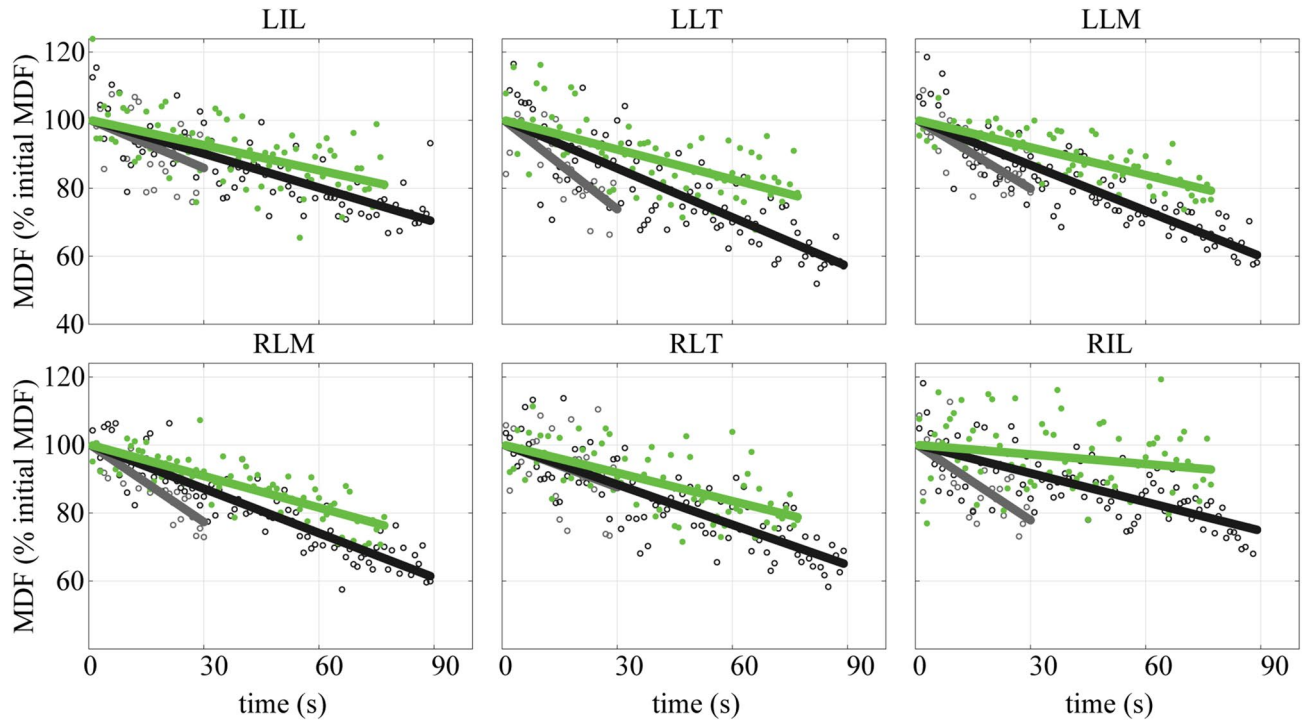 LIL LLT LLM
MDF (% initial MDF)
120
100
80
60
40
RLM RLT RIL
MDF (% initial MDF)
120
100
80
60
0 30 60 90 0 30 60 90 0 30 60 90
time (s) time (s) time (s)